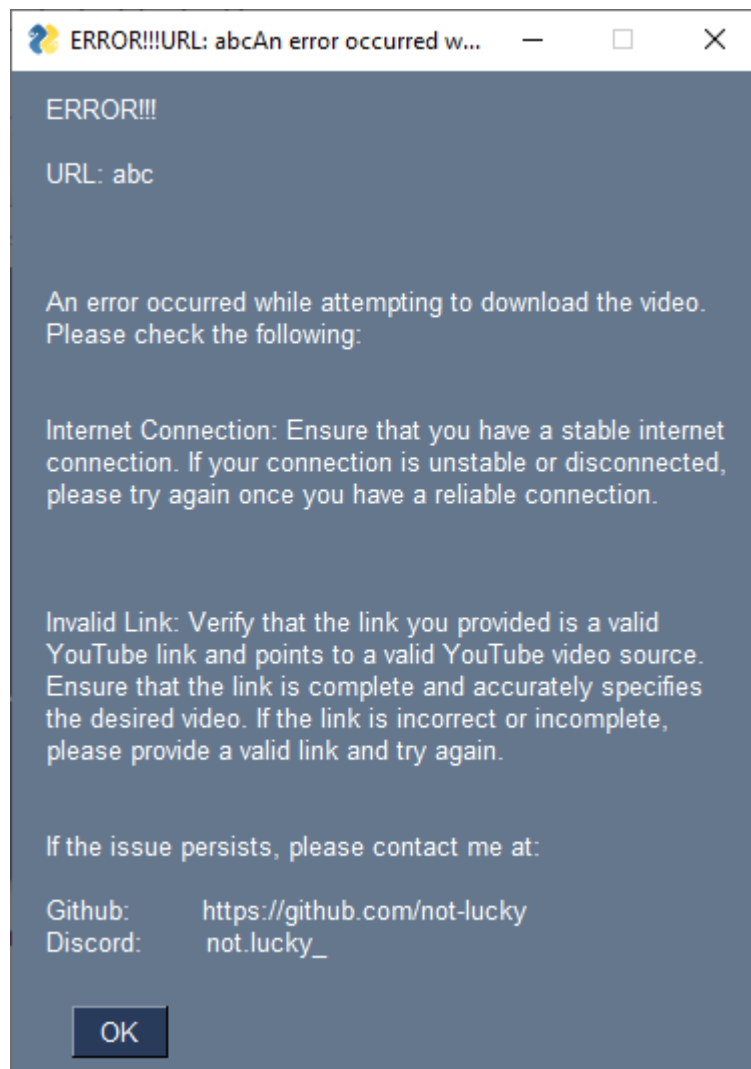 ERROR!!!URL: abcAn error occurred w...
ERROR!!!
URL: abc
An error occurred while attempting to download the video.
Please check the following:
Internet Connection: Ensure that you have a stable internet
connection. If your connection is unstable or disconnected,
please try again once you have a reliable connection.
Invalid Link: Verify that the link you provided is a valid
YouTube link and points to a valid YouTube video source.
Ensure that the link is complete and accurately specifies
the desired video. If the link is incorrect or incomplete,
please provide a valid link and try again.
If the issue persists, please contact me at:
Github: https://github.com/not-lucky
Discord: not.lucky_
OK